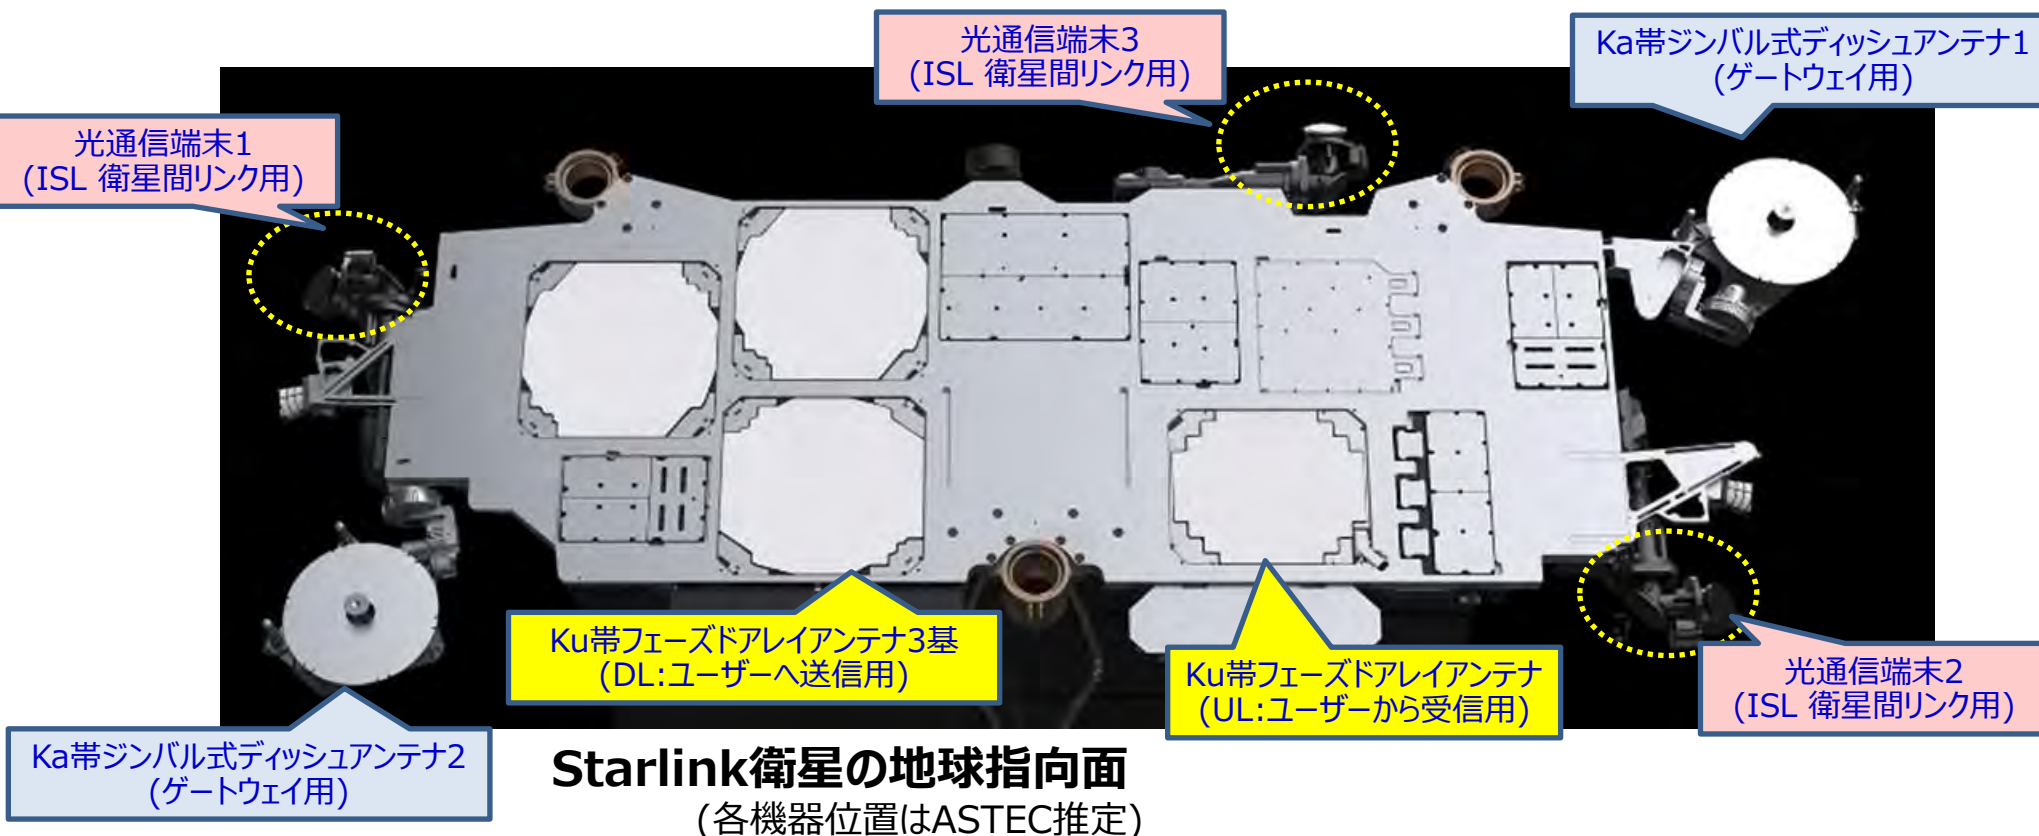 光通信端末3
(ISL 衛星間リンク用)
Ka帯ジンバル式ディッシュアンテナ1
(ゲートウェイ用)
光通信端末1
(ISL 衛星間リンク用)
Ku帯フェーズドアレイアンテナ3基
(DL:ユーザーへ送信用)
Ku帯フェーズドアレイアンテナ
(UL:ユーザーから受信用)
光通信端末2
(ISL 衛星間リンク用)
Ka帯ジンバル式ディッシュアンテナ2
(ゲートウェイ用)
Starlink衛星の地球指向面
(各機器位置はASTEC推定)